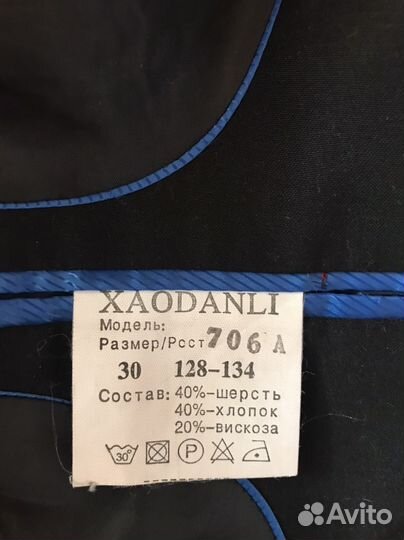 XAODANLI
Модель:
Размер/Рсст 706 А
30 128-134
Состав: 40%-шерсть
40%-хлопок
20%-вискоза
30°
P
Avito